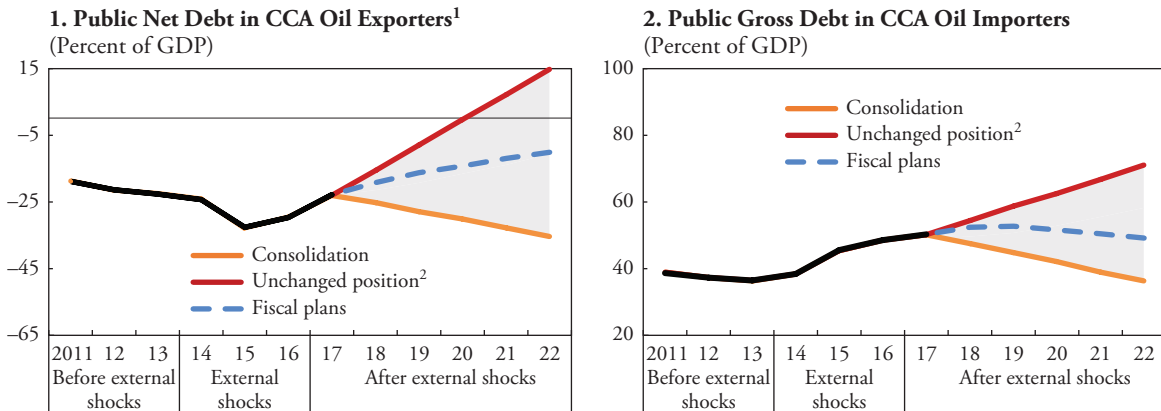 1. Public Net Debt in CCA Oil Exporters¹
(Percent of GDP)
15
–5
–25
–45
–65
Consolidation
Unchanged position²
Fiscal plans
2011 12 13 14 15 16 17 18 19 20 21 22
Before external shocks
External shocks
After external shocks
2. Public Gross Debt in CCA Oil Importers
(Percent of GDP)
100
80
60
40
20
Consolidation
Unchanged position²
Fiscal plans
2011 12 13 14 15 16 17 18 19 20 21 22
Before external shocks
External shocks
After external shocks